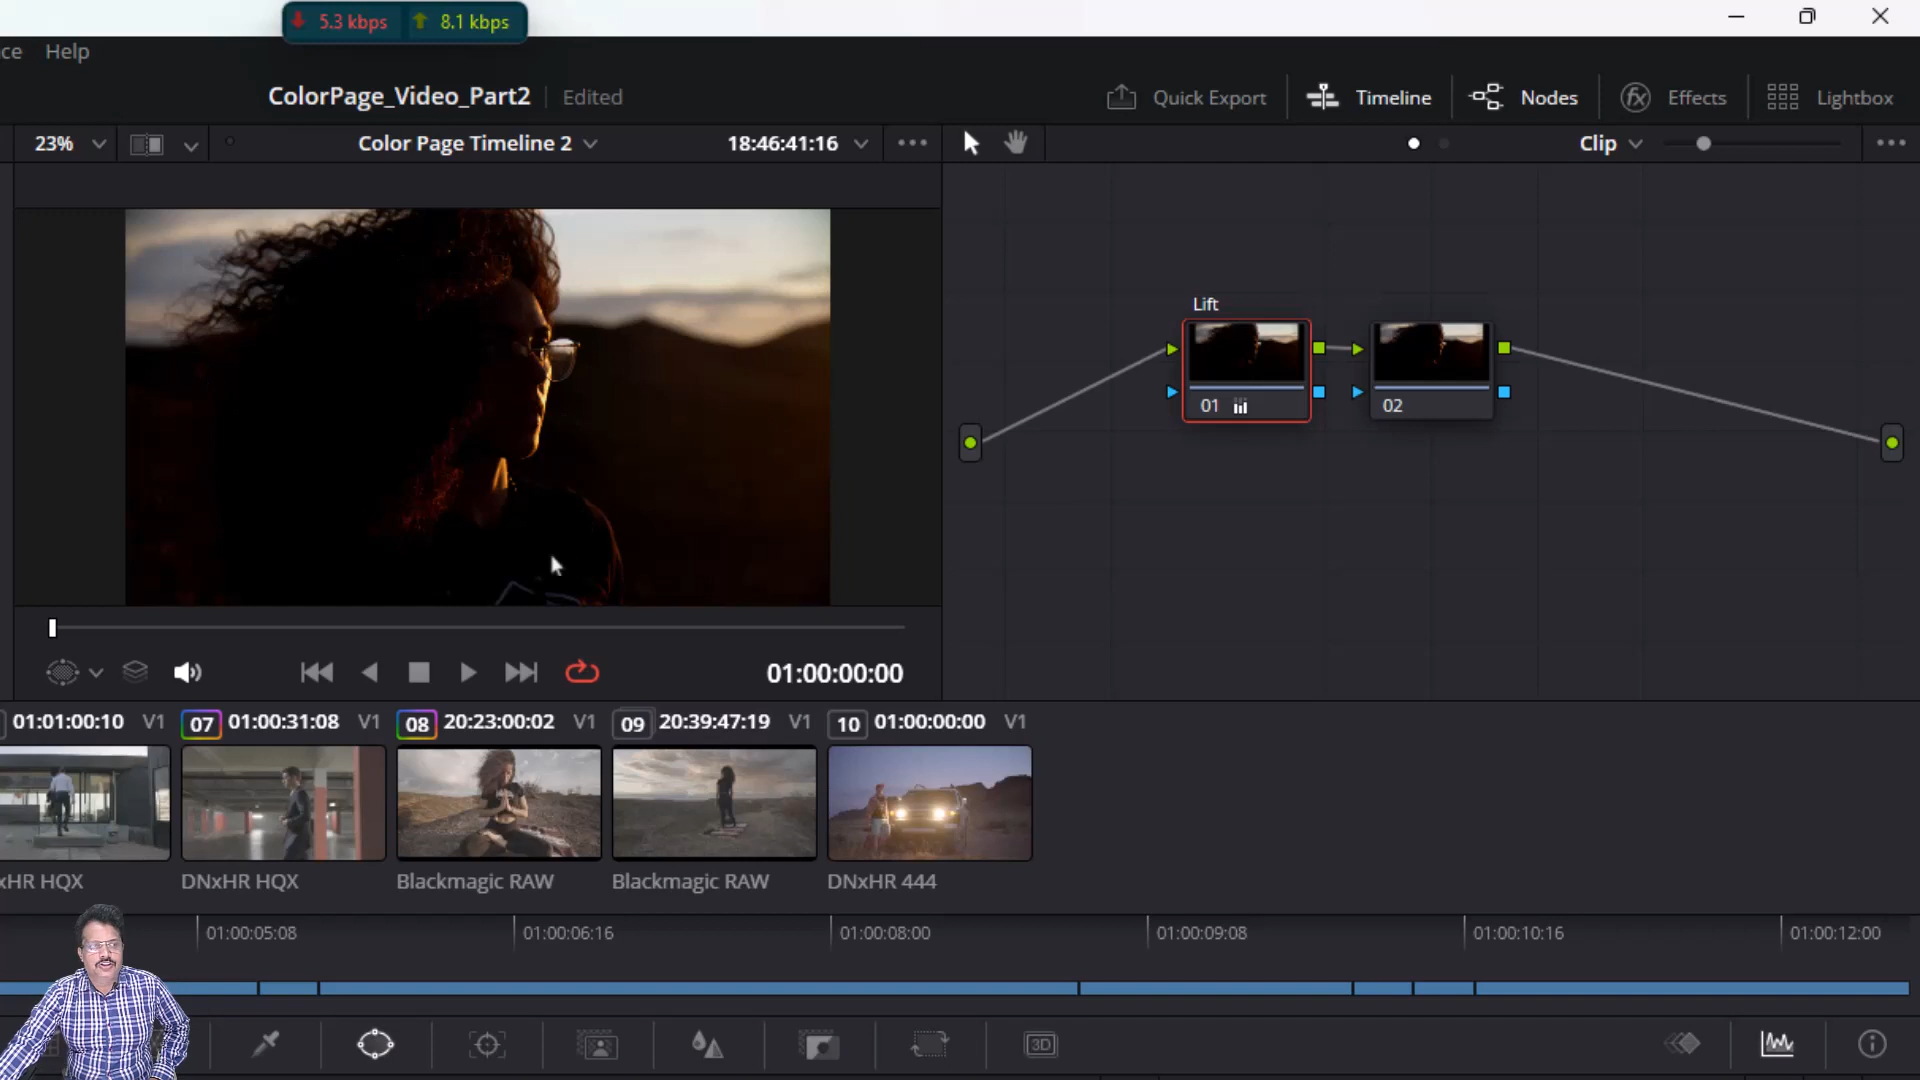 5.3 kbps 8.1 kbps
ce Help
ColorPage_Video_Part2 Edited
Quick Export Timeline Nodes Effects Lightbox
23% Color Page Timeline 2 18:46:41:16 Clip
Lift
01
02
01:00:00:00
01:01:00:10 V1 07 01:00:31:08 V1 08 20:23:00:02 V1 09 20:39:47:19 V1 10 01:00:00:00 V1
xHR HQX DNxHR HQX Blackmagic RAW Blackmagic RAW DNxHR 444
01:00:05:08 01:00:06:16 01:00:08:00 01:00:09:08 01:00:10:16 01:00:12:00
3D